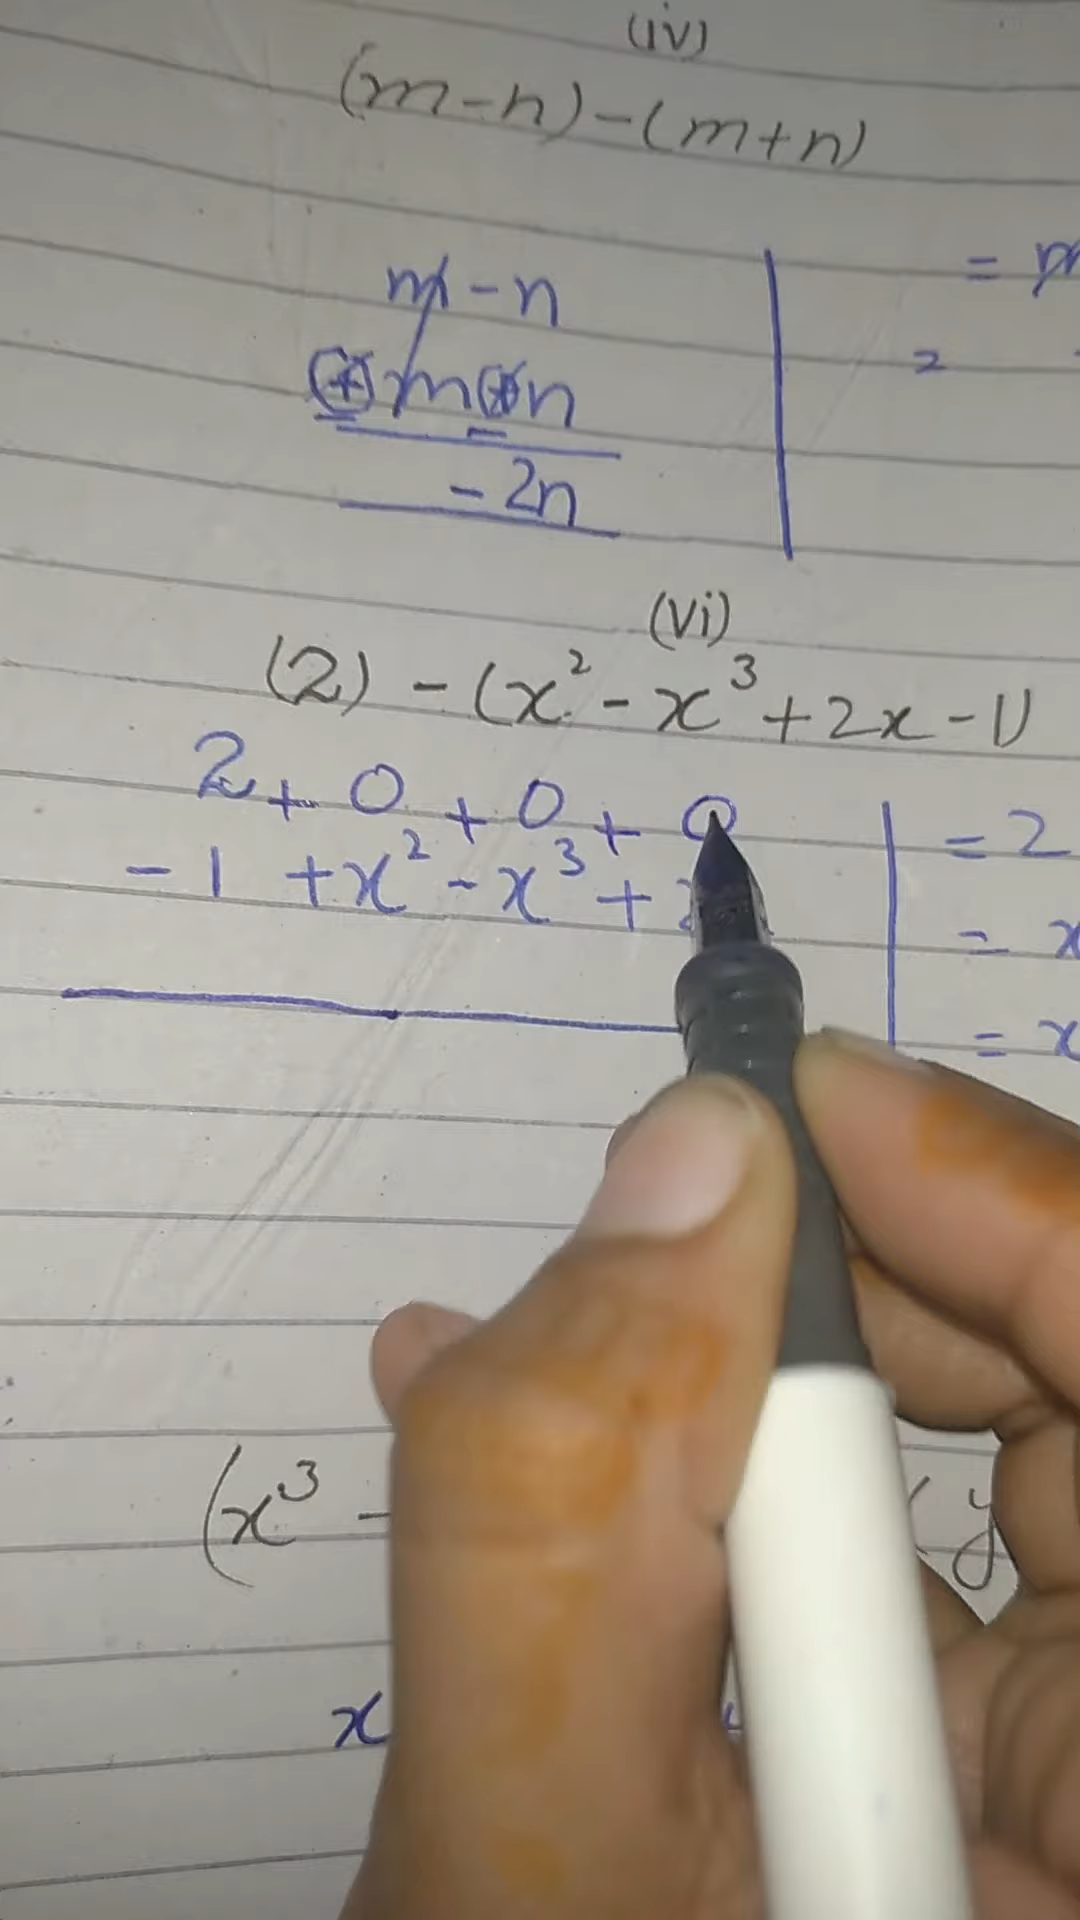 (iv)
(m-n)-(m+n)
m - n
+ m + n
- -
- 2n
=
=
(vi)
(2) - (x² - x³ + 2x - 1)
2 + 0 + 0 + 0
- 1 + x² - x³ +
= 2
= x
= x
(x³ -
(y
x